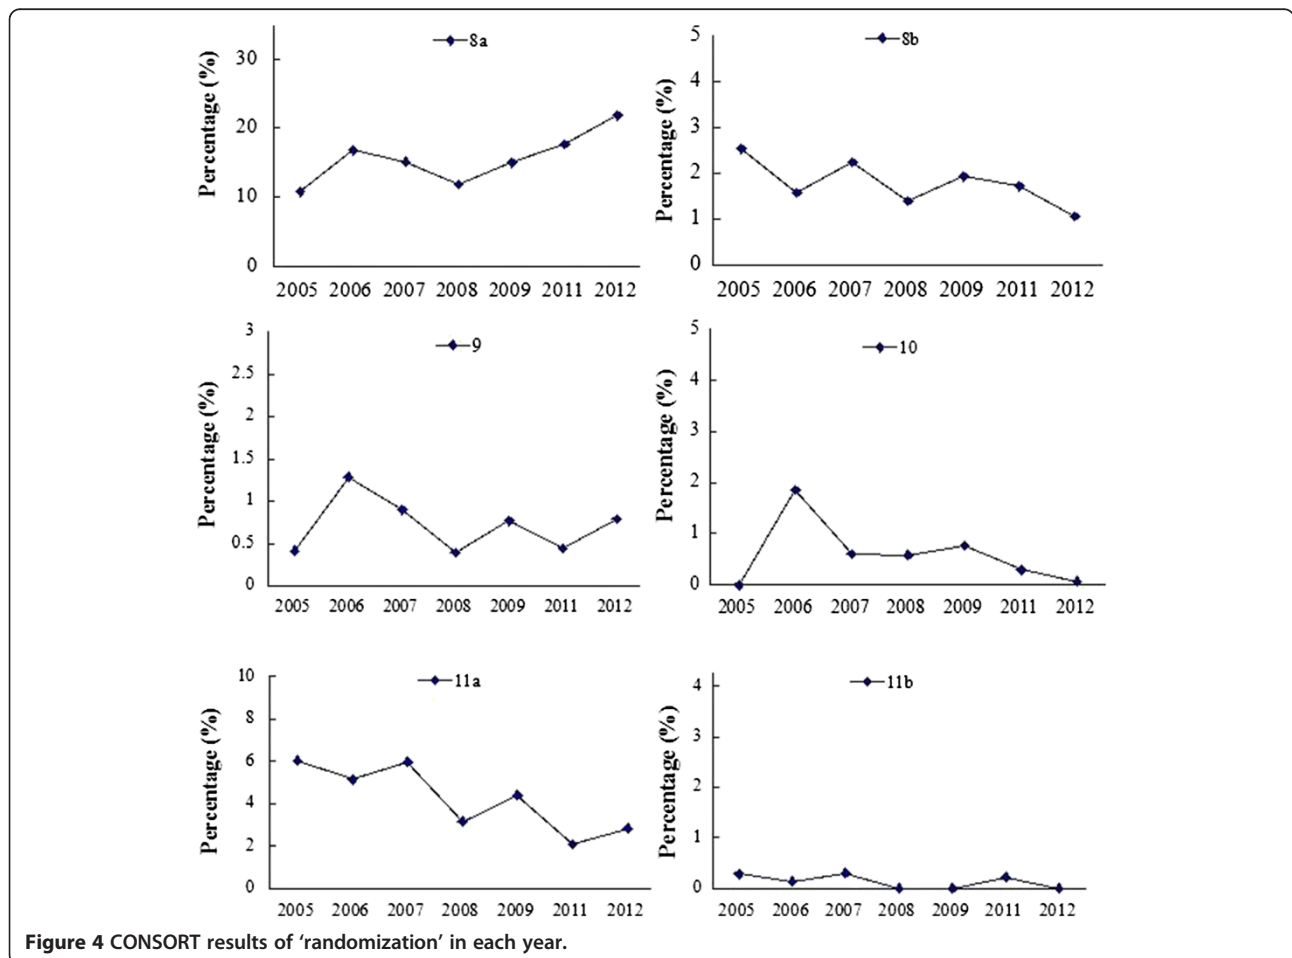 8a
Percentage (%)
30
20
10
0
2005 2006 2007 2008 2009 2011 2012
8b
Percentage (%)
5
4
3
2
1
0
2005 2006 2007 2008 2009 2011 2012
9
Percentage (%)
3
2.5
2
1.5
1
0.5
0
2005 2006 2007 2008 2009 2011 2012
10
Percentage (%)
5
4
3
2
1
0
2005 2006 2007 2008 2009 2011 2012
11a
Percentage (%)
10
8
6
4
2
0
2005 2006 2007 2008 2009 2011 2012
11b
Percentage (%)
4
3
2
1
0
2005 2006 2007 2008 2009 2011 2012
Figure 4 CONSORT results of ‘randomization’ in each year.